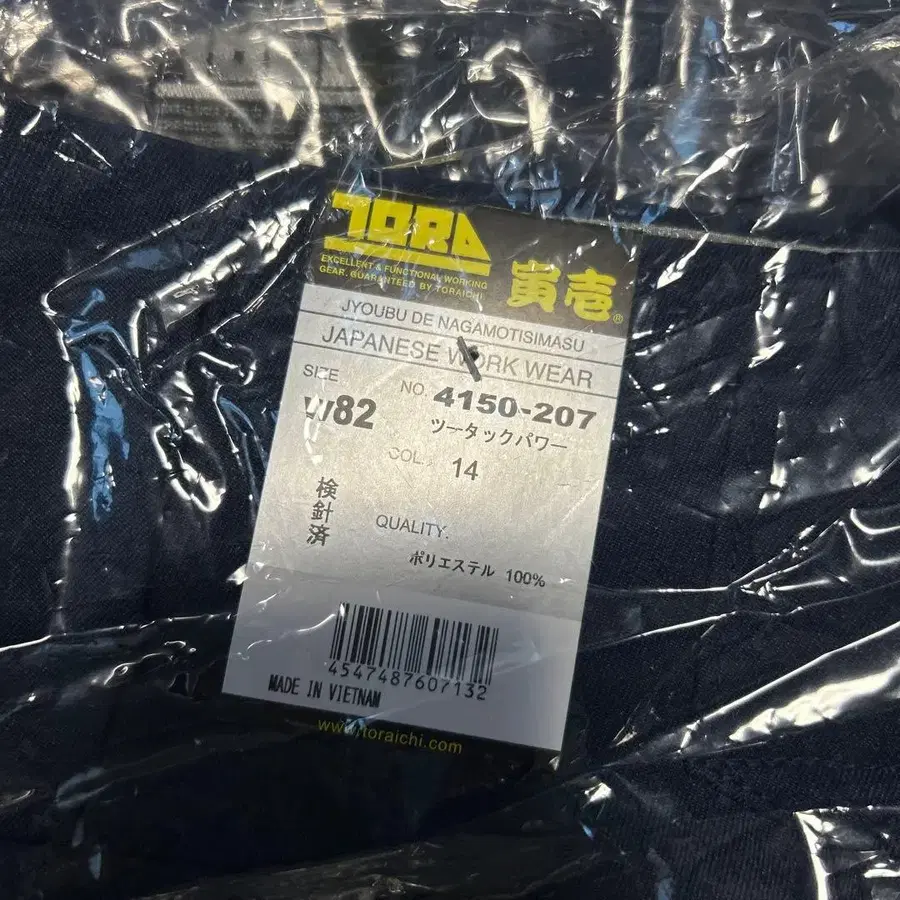 TORA
EXCELLENT & FUNCTIONAL WORKING
GEAR. GUARANTEED BY TORAICHI
寅壱®
JYOUBU DE NAGAMOTISIMASU
JAPANESE WORK WEAR
SIZE
W82
NO. 4150-207
ツータックパワー
COL. 14
検針済
QUALITY.
ポリエステル 100%
4547487607132
MADE IN VIETNAM
www.toraichi.com